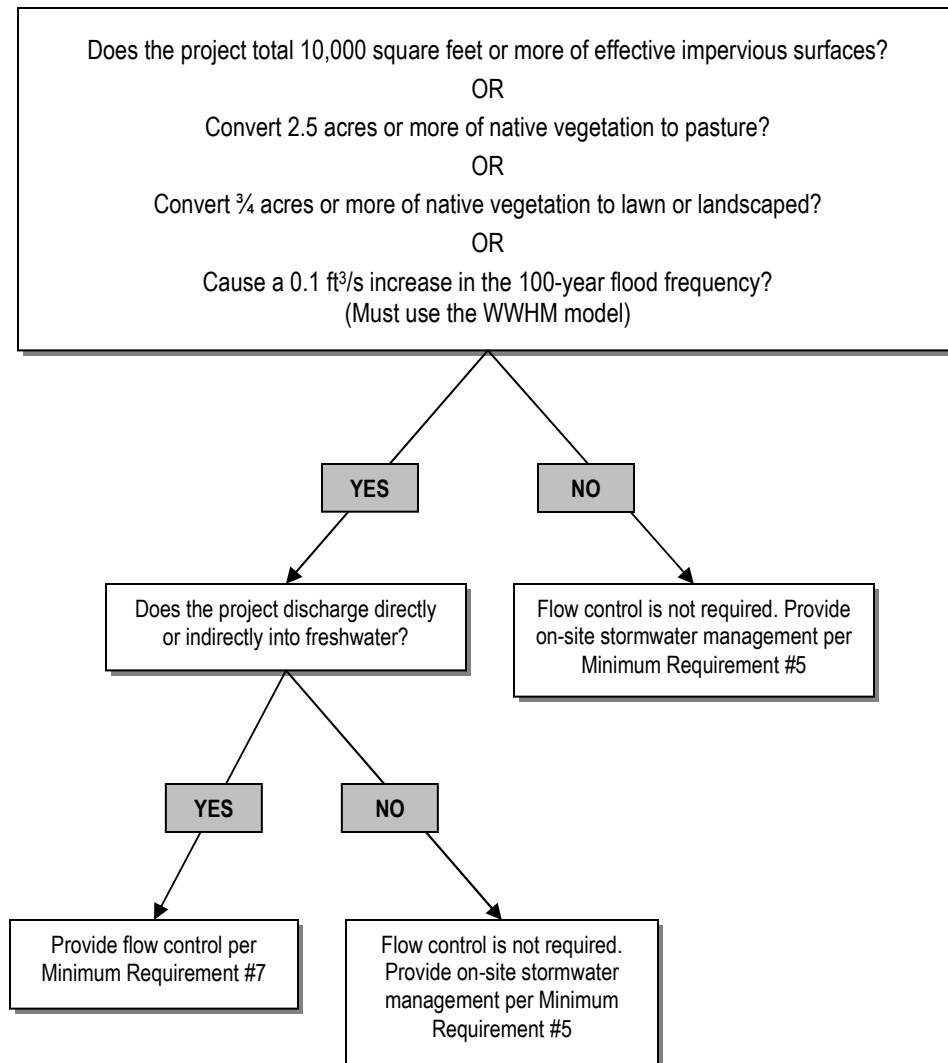 Does the project total 10,000 square feet or more of effective impervious surfaces?
OR
Convert 2.5 acres or more of native vegetation to pasture?
OR
Convert ¾ acres or more of native vegetation to lawn or landscaped?
OR
Cause a 0.1 ft³/s increase in the 100-year flood frequency?
(Must use the WWHM model)
YES
NO
Does the project discharge directly
or indirectly into freshwater?
Flow control is not required. Provide
on-site stormwater management per
Minimum Requirement #5
YES
NO
Provide flow control per
Minimum Requirement #7
Flow control is not required.
Provide on-site stormwater
management per Minimum
Requirement #5